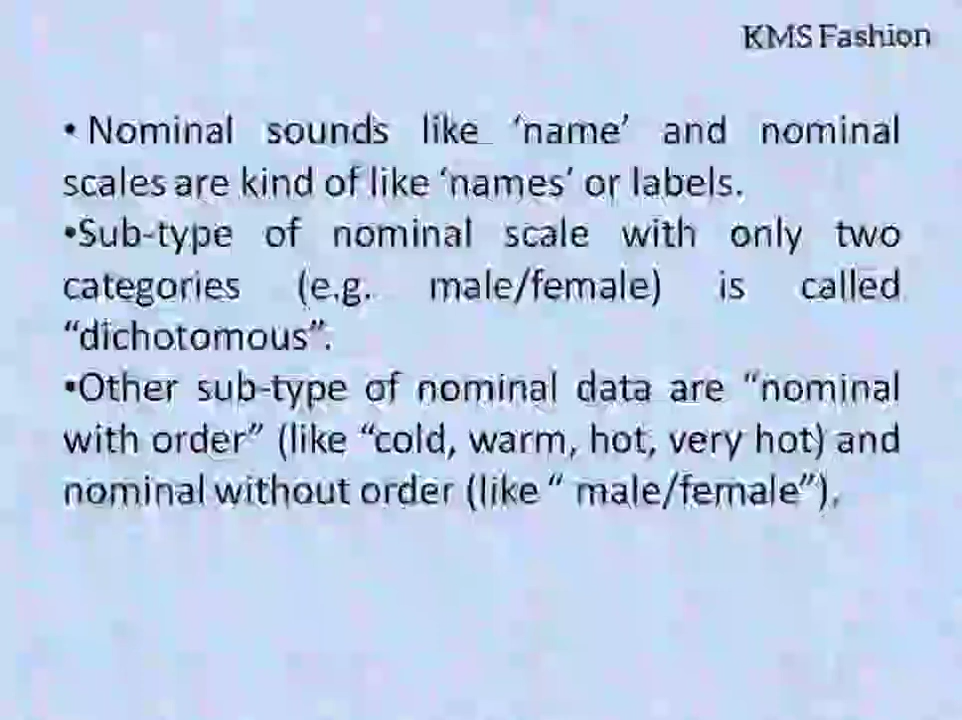 KMS Fashion
• Nominal sounds like ‘name’ and nominal
scales are kind of like ‘names’ or labels.
•Sub-type of nominal scale with only two
categories (e.g. male/female) is called
“dichotomous”.
•Other sub-type of nominal data are “nominal
with order” (like “cold, warm, hot, very hot) and
nominal without order (like “ male/female”).